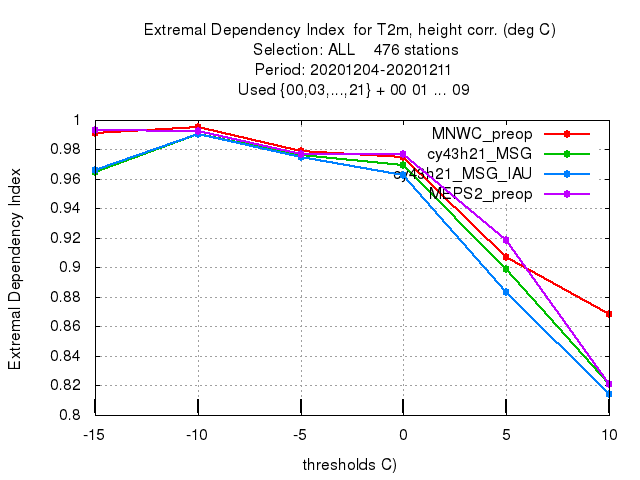 Extremal Dependency Index  for T2m, height corr. (deg C)
Selection: ALL    476 stations
Period: 20201204-20201211
Used {00,03,...,21} + 00 01 ... 09
MNWC_preop
cy43h21_MSG
cy43h21_MSG_IAU
MEPS2_preop
Extremal Dependency Index
1
0.98
0.96
0.94
0.92
0.9
0.88
0.86
0.84
0.82
0.8
-15 -10 -5 0 5 10
thresholds C)